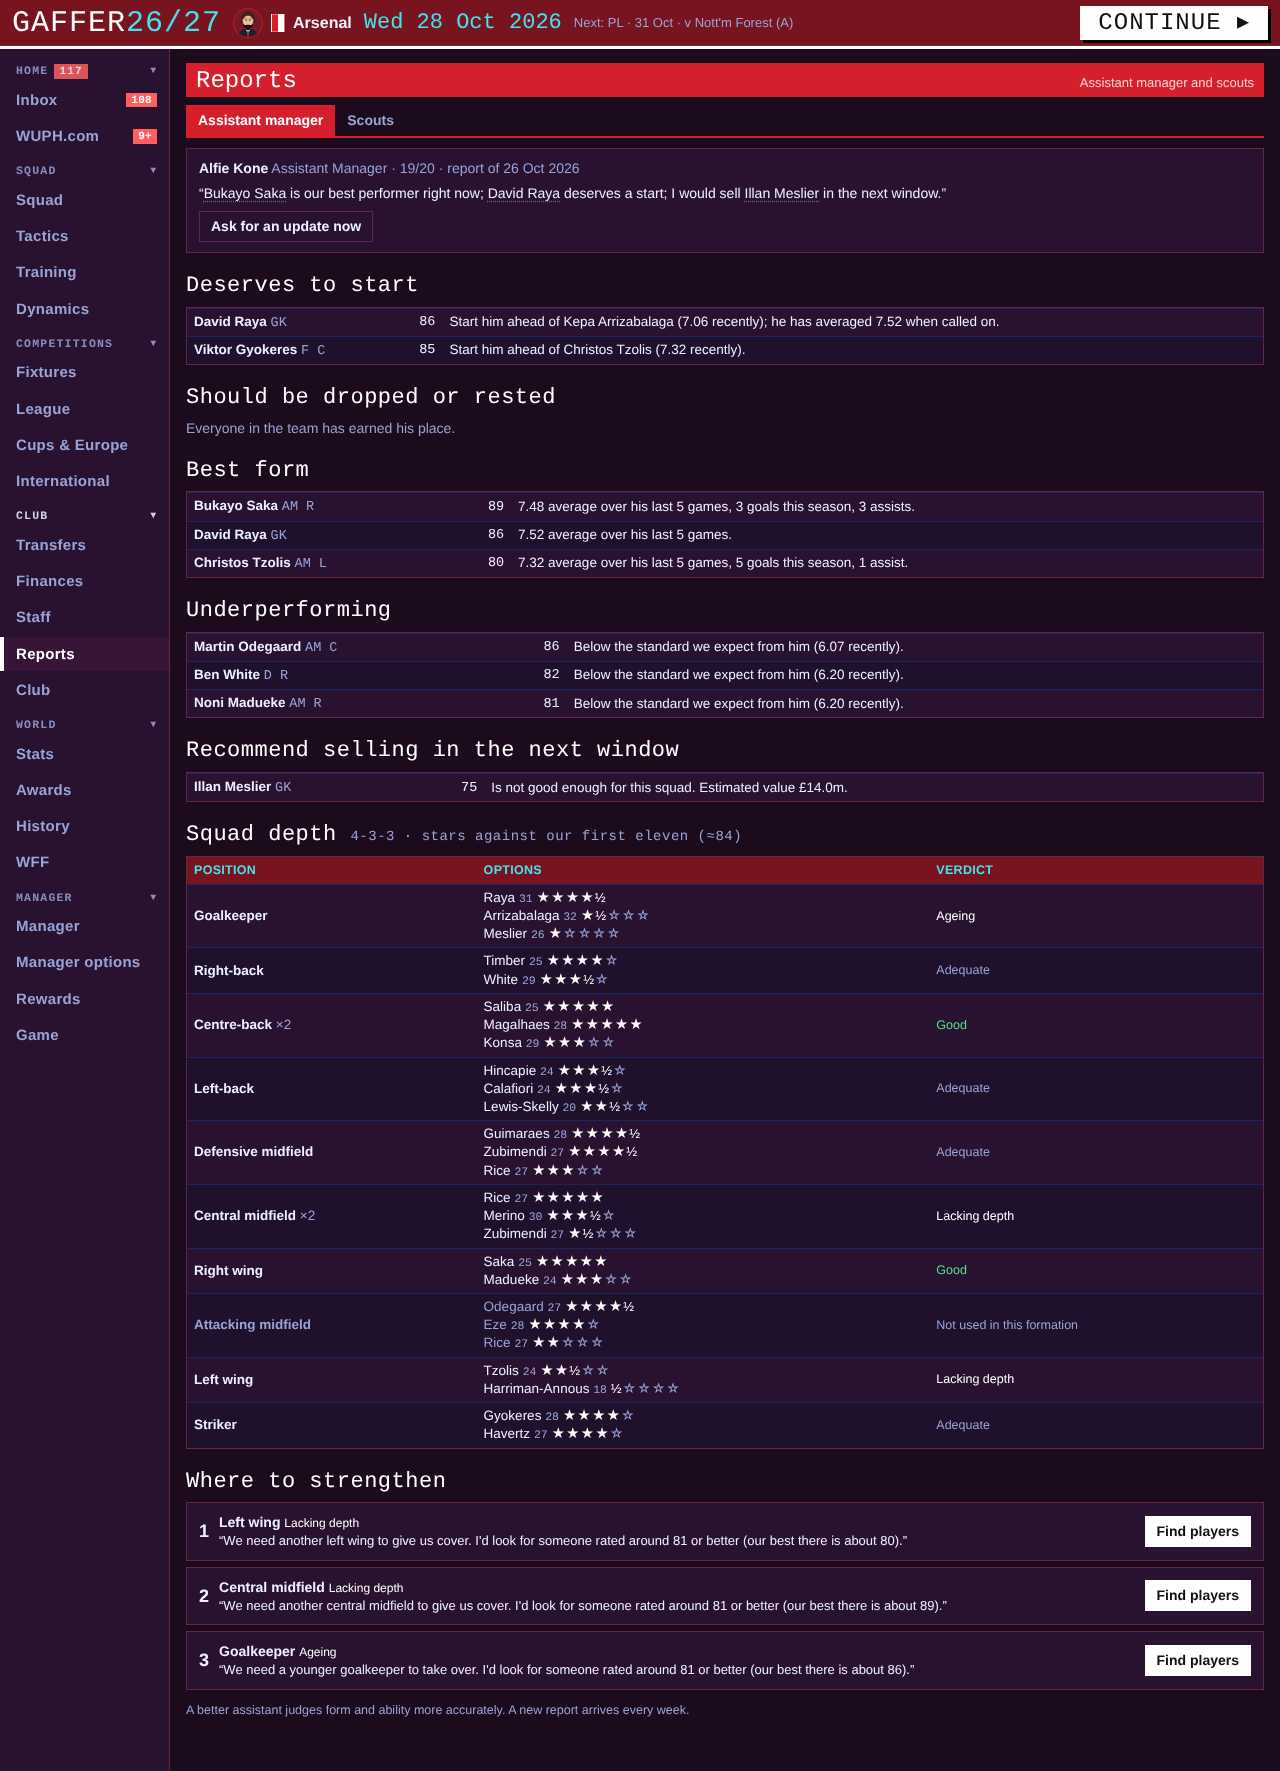 GAFFER26/27 Arsenal Wed 28 Oct 2026 Next: PL · 31 Oct · v Nott'm Forest (A) CONTINUE ►
HOME 117 ▼
Inbox 108
WUPH.com 9+
SQUAD ▼
Squad
Tactics
Training
Dynamics
COMPETITIONS ▼
Fixtures
League
Cups & Europe
International
CLUB ▼
Transfers
Finances
Staff
Reports
Club
WORLD ▼
Stats
Awards
History
WFF
MANAGER ▼
Manager
Manager options
Rewards
Game
Reports Assistant manager and scouts
Assistant manager Scouts
Alfie Kone Assistant Manager · 19/20 · report of 26 Oct 2026
“Bukayo Saka is our best performer right now; David Raya deserves a start; I would sell Illan Meslier in the next window.”
Ask for an update now
Deserves to start
David Raya GK 86 Start him ahead of Kepa Arrizabalaga (7.06 recently); he has averaged 7.52 when called on.
Viktor Gyokeres F C 85 Start him ahead of Christos Tzolis (7.32 recently).
Should be dropped or rested
Everyone in the team has earned his place.
Best form
Bukayo Saka AM R 89 7.48 average over his last 5 games, 3 goals this season, 3 assists.
David Raya GK 86 7.52 average over his last 5 games.
Christos Tzolis AM L 80 7.32 average over his last 5 games, 5 goals this season, 1 assist.
Underperforming
Martin Odegaard AM C 86 Below the standard we expect from him (6.07 recently).
Ben White D R 82 Below the standard we expect from him (6.20 recently).
Noni Madueke AM R 81 Below the standard we expect from him (6.20 recently).
Recommend selling in the next window
Illan Meslier GK 75 Is not good enough for this squad. Estimated value £14.0m.
Squad depth 4-3-3 · stars against our first eleven (≈84)
POSITION OPTIONS VERDICT
Goalkeeper
Raya 31 ★★★★½
Arrizabalaga 32 ★½☆☆☆
Meslier 26 ★☆☆☆☆
Ageing
Right-back
Timber 25 ★★★★☆
White 29 ★★★½☆
Adequate
Centre-back ×2
Saliba 25 ★★★★★
Magalhaes 28 ★★★★★
Konsa 29 ★★★☆☆
Good
Left-back
Hincapie 24 ★★★½☆
Calafiori 24 ★★★½☆
Lewis-Skelly 20 ★★½☆☆
Adequate
Defensive midfield
Guimaraes 28 ★★★★½
Zubimendi 27 ★★★★½
Rice 27 ★★★☆☆
Adequate
Central midfield ×2
Rice 27 ★★★★★
Merino 30 ★★★½☆
Zubimendi 27 ★½☆☆☆
Lacking depth
Right wing
Saka 25 ★★★★★
Madueke 24 ★★★☆☆
Good
Attacking midfield
Odegaard 27 ★★★★½
Eze 28 ★★★★☆
Rice 27 ★★☆☆☆
Not used in this formation
Left wing
Tzolis 24 ★★½☆☆
Harriman-Annous 18 ½☆☆☆☆
Lacking depth
Striker
Gyokeres 28 ★★★★☆
Havertz 27 ★★★★☆
Adequate
Where to strengthen
1 Left wing Lacking depth
“We need another left wing to give us cover. I'd look for someone rated around 81 or better (our best there is about 80).”
Find players
2 Central midfield Lacking depth
“We need another central midfield to give us cover. I'd look for someone rated around 81 or better (our best there is about 89).”
Find players
3 Goalkeeper Ageing
“We need a younger goalkeeper to take over. I'd look for someone rated around 81 or better (our best there is about 86).”
Find players
A better assistant judges form and ability more accurately. A new report arrives every week.